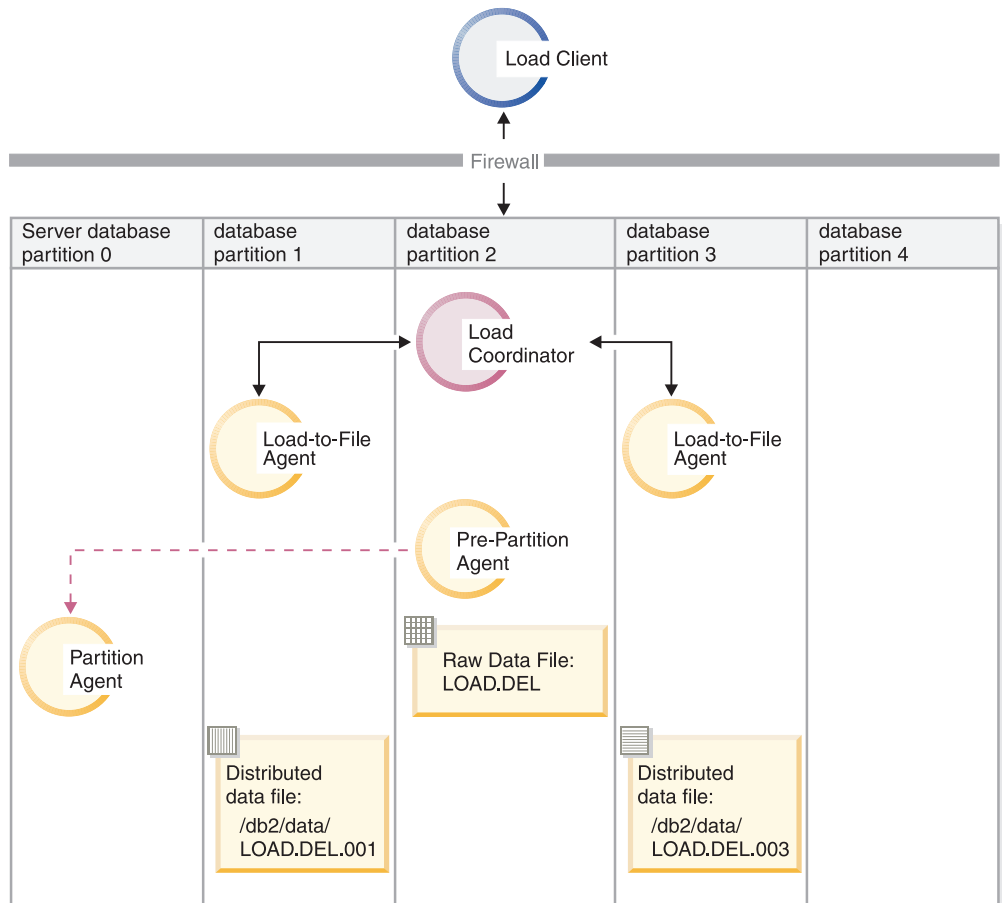 Load Client
Firewall
Server database
partition 0
database
partition 1
database
partition 2
database
partition 3
database
partition 4
Load
Coordinator
Load-to-File
Agent
Load-to-File
Agent
Pre-Partition
Agent
Partition
Agent
Raw Data File:
LOAD.DEL
Distributed
data file:
/db2/data/
LOAD.DEL.001
Distributed
data file:
/db2/data/
LOAD.DEL.003